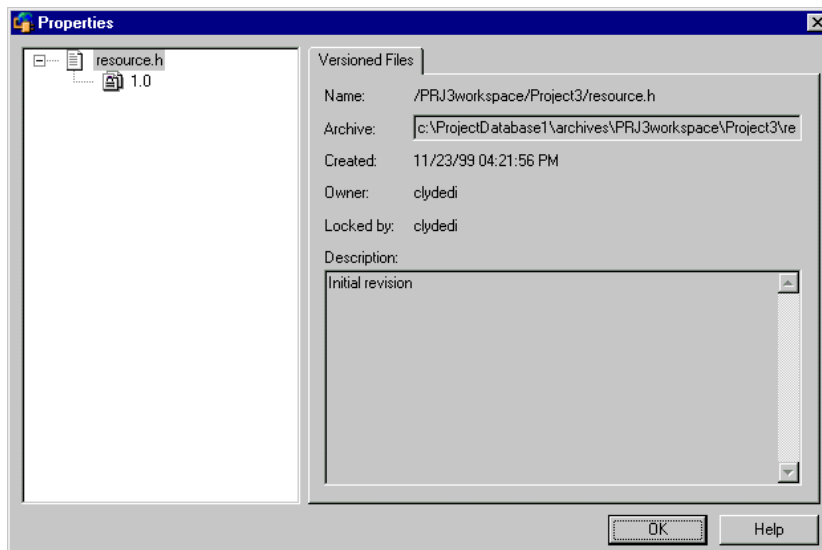 Properties
resource.h
1.0
Versioned Files
Name: /PRJ3workspace/Project3/resource.h
Archive: c:\ProjectDatabase1\archives\PRJ3workspace\Project3\re
Created: 11/23/99 04:21:56 PM
Owner: clydedi
Locked by: clydedi
Description:
Initial revision
OK Help